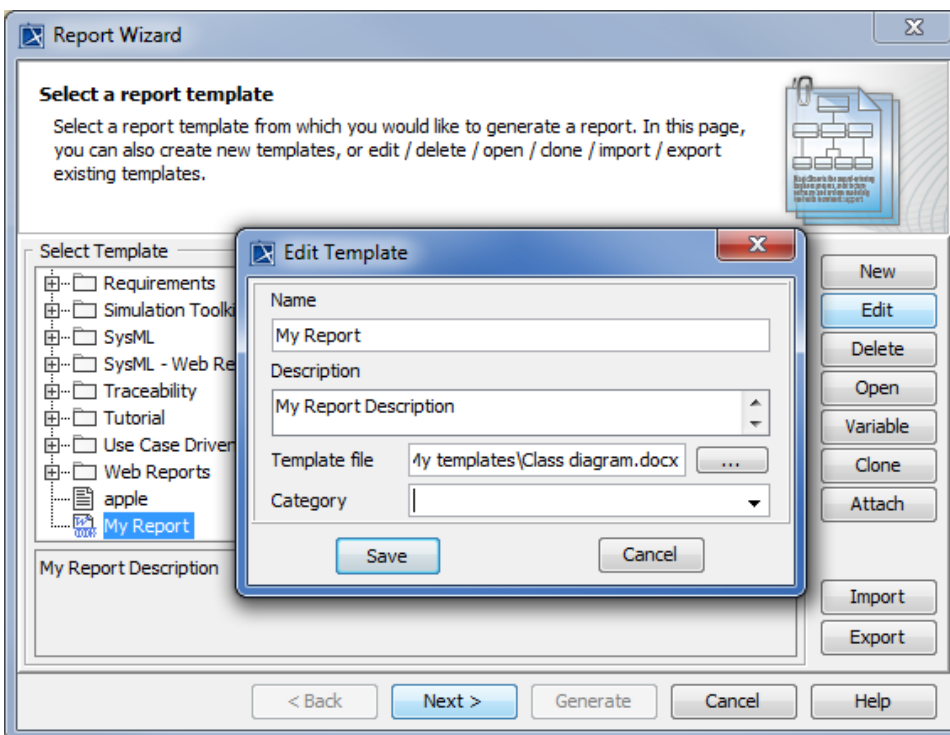 Report Wizard
Select a report template
Select a report template from which you would like to generate a report. In this page,
you can also create new templates, or edit / delete / open / clone / import / export
existing templates.
Select Template
Requirements
Simulation Toolki
SysML
SysML - Web Re
Traceability
Tutorial
Use Case Driven
Web Reports
apple
My Report
My Report Description
Edit Template
Name
My Report
Description
My Report Description
Template file
My templates\Class diagram.docx
...
Category
Save
Cancel
New
Edit
Delete
Open
Variable
Clone
Attach
Import
Export
< Back
Next >
Generate
Cancel
Help